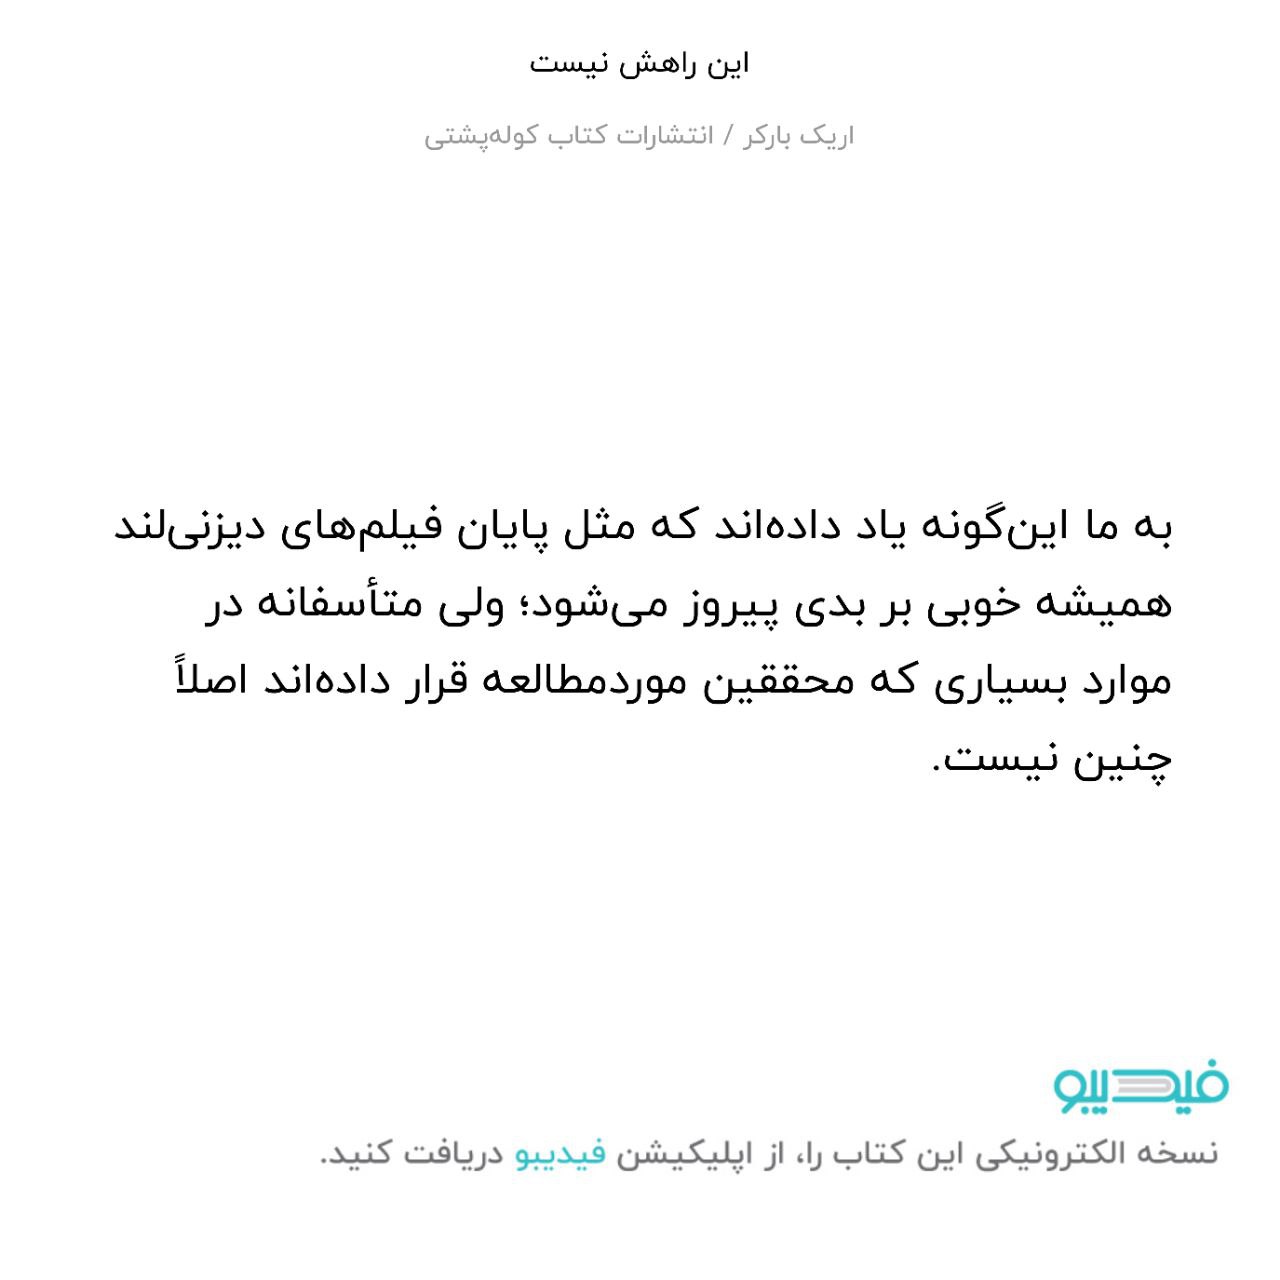 این راهش نیست
اریک بارکر / انتشارات کتاب کوله‌پشتی
به ما این‌گونه یاد داده‌اند که مثل پایان فیلم‌های دیزنی‌لند
همیشه خوبی بر بدی پیروز می‌شود؛ ولی متأسفانه در
موارد بسیاری که محققین موردمطالعه قرار داده‌اند اصلاً
چنین نیست.
فیدیبو
نسخه الکترونیکی این کتاب را، از اپلیکیشن فیدیبو دریافت کنید.